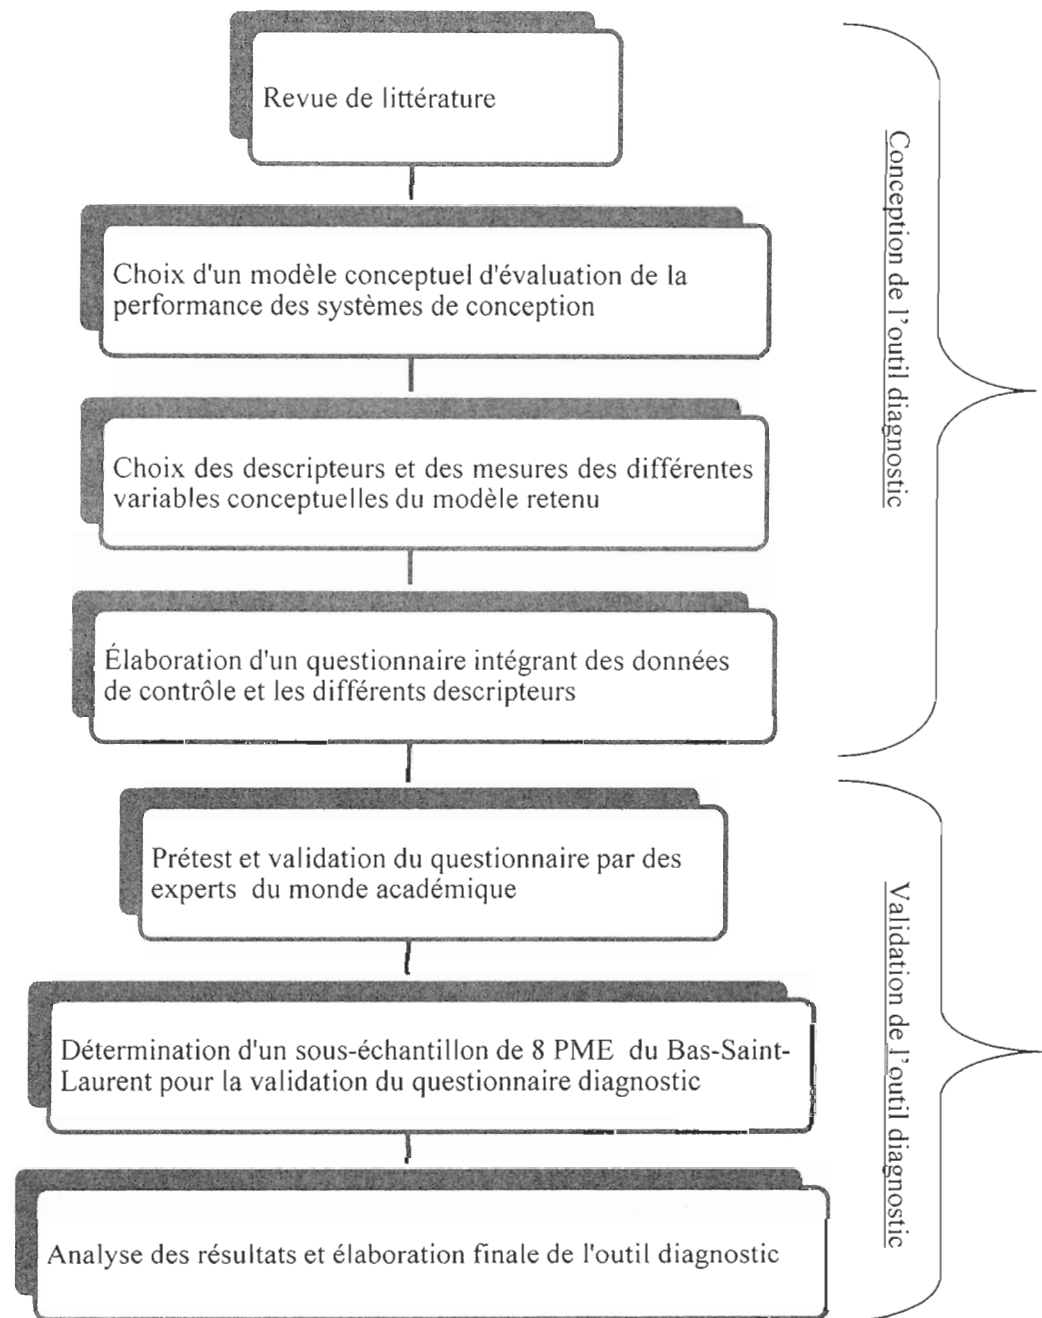 Revue de littérature
Choix d'un modèle conceptuel d'évaluation de la
performance des systèmes de conception
Choix des descripteurs et des mesures des différentes
variables conceptuelles du modèle retenu
Élaboration d'un questionnaire intégrant des données
de contrôle et les différents descripteurs
Conception de l'outil diagnostic
Prétest et validation du questionnaire par des
experts du monde académique
Détermination d'un sous-échantillon de 8 PME du Bas-Saint-
Laurent pour la validation du questionnaire diagnostic
Analyse des résultats et élaboration finale de l'outil diagnostic
Validation de l'outil diagnostic